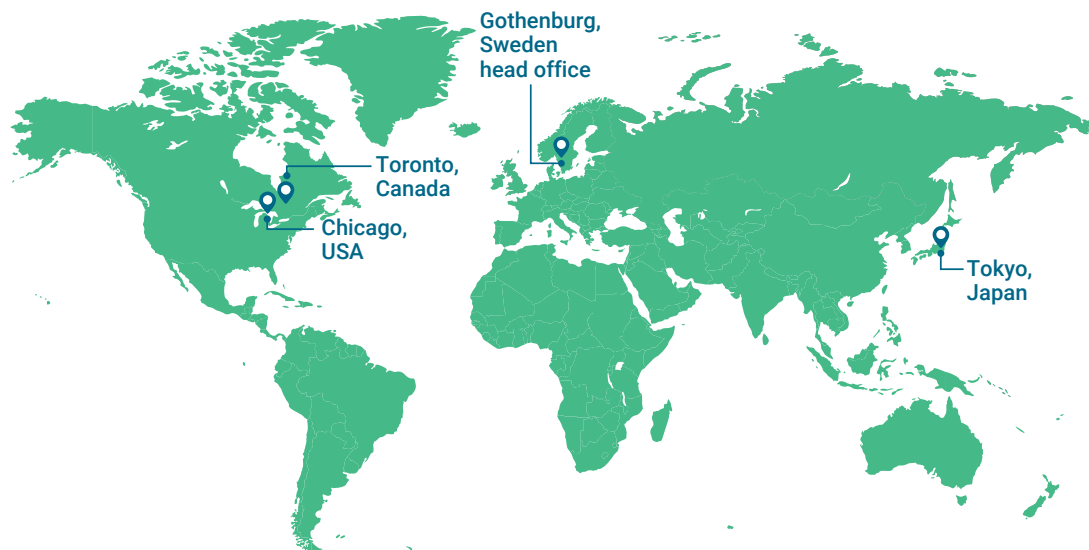 Gothenburg,
Sweden
head office
Toronto,
Canada
Chicago,
USA
Tokyo,
Japan